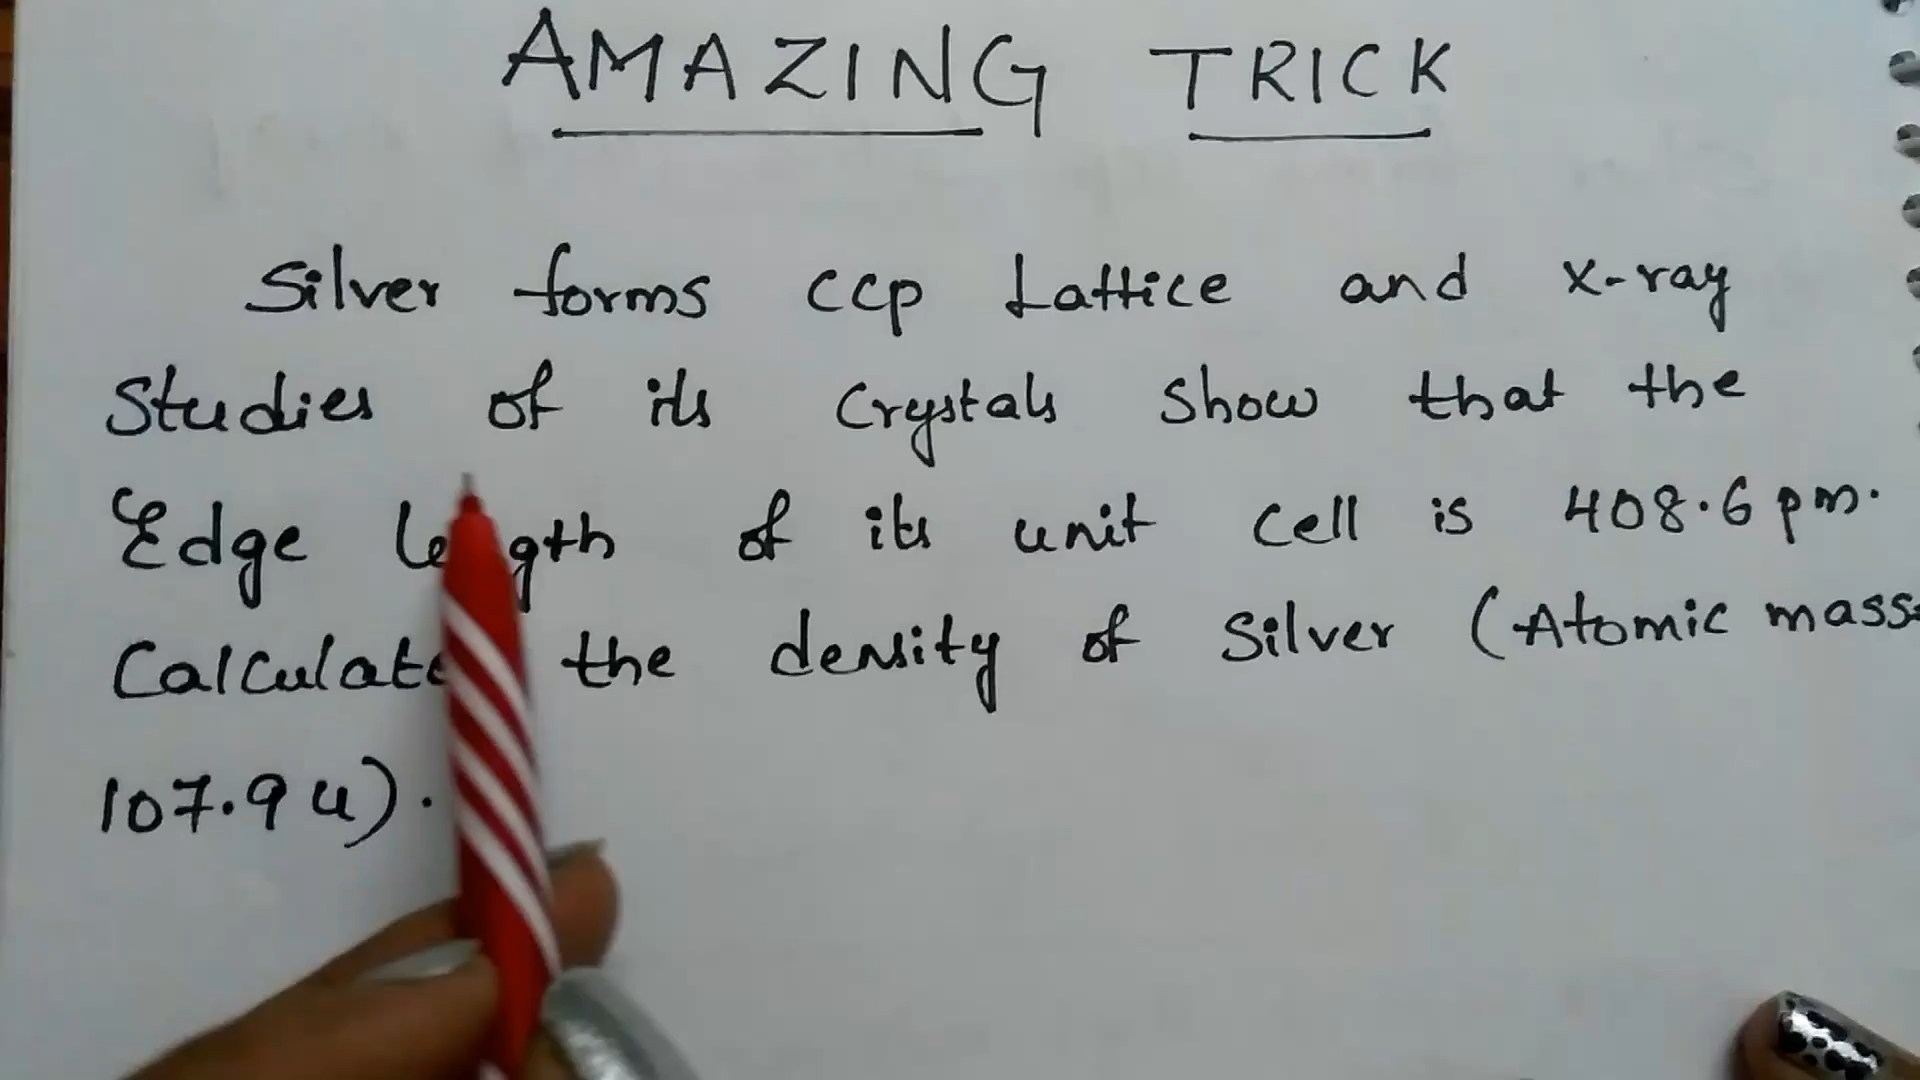 AMAZING TRICK
Silver forms ccp Lattice and x-ray
Studies of its Crystals show that the
Edge length of its unit cell is 408.6 pm.
Calculate the density of Silver (Atomic mass=
107.9 u).